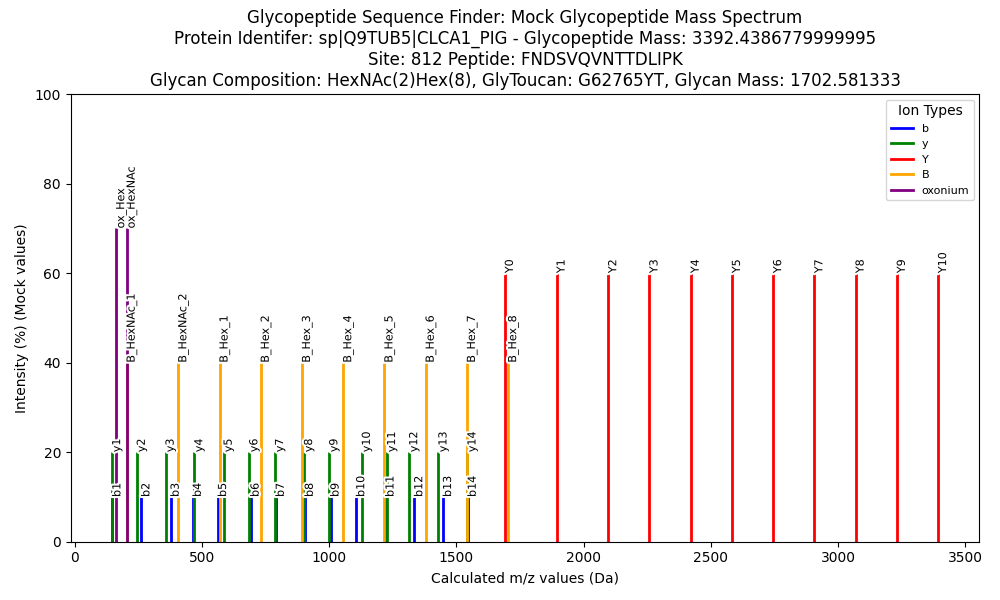 Glycopeptide Sequence Finder: Mock Glycopeptide Mass Spectrum
Protein Identifer: sp|Q9TUB5|CLCA1_PIG - Glycopeptide Mass: 3392.4386779999995
Site: 812 Peptide: FNDSVQVNTTDLIPK
Glycan Composition: HexNAc(2)Hex(8), GlyToucan: G62765YT, Glycan Mass: 1702.581333
Intensity (%) (Mock values)
100
80
60
40
20
0
Ion Types
b
y
Y
B
oxonium
ox_Hex
ox_HexNAc
Y0
Y1
Y2
Y3
Y4
Y5
Y6
Y7
Y8
Y9
Y10
B_HexNAc_1
B_HexNAc_2
B_Hex_1
B_Hex_2
B_Hex_3
B_Hex_4
B_Hex_5
B_Hex_6
B_Hex_7
B_Hex_8
y1
y2
y3
y4
y5
y6
y7
y8
y9
y10
y11
y12
y13
y14
b1
b2
b3
b4
b5
b6
b7
b8
b9
b10
b11
b12
b13
b14
0
500
1000
1500
2000
2500
3000
3500
Calculated m/z values (Da)